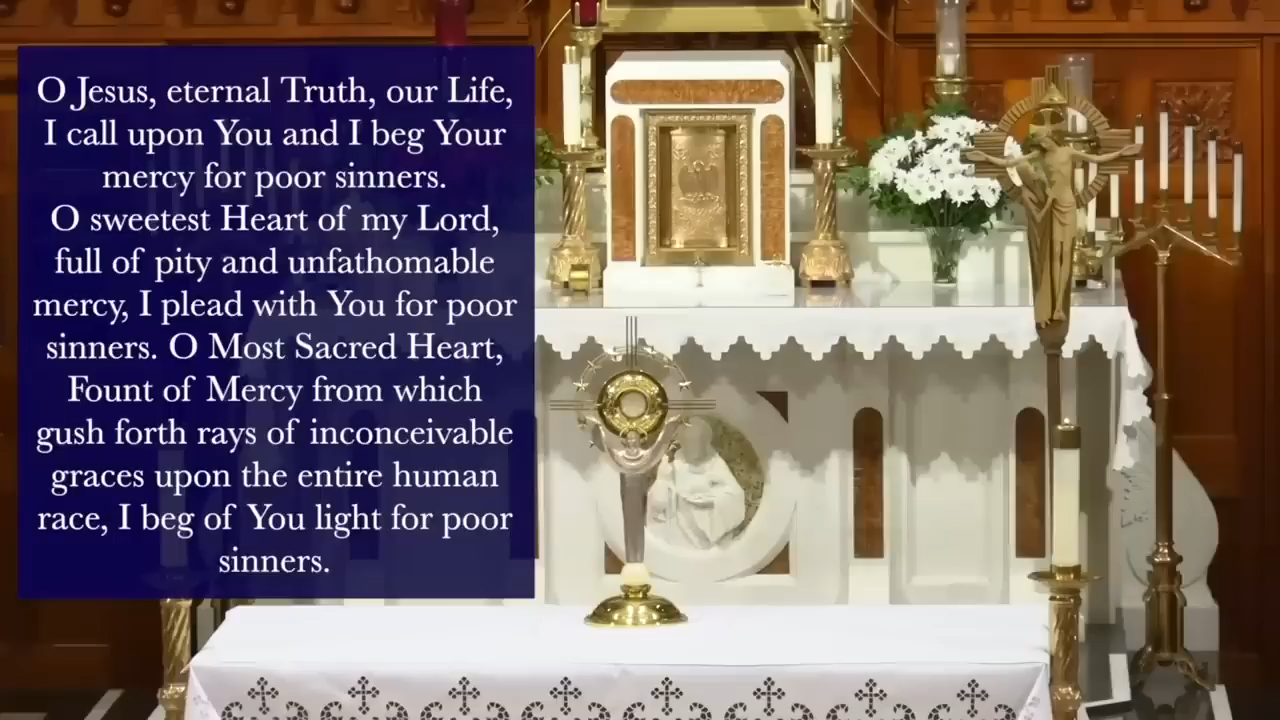 O Jesus, eternal Truth, our Life,
I call upon You and I beg Your
mercy for poor sinners.
O sweetest Heart of my Lord,
full of pity and unfathomable
mercy, I plead with You for poor
sinners. O Most Sacred Heart,
Fount of Mercy from which
gush forth rays of inconceivable
graces upon the entire human
race, I beg of You light for poor
sinners.